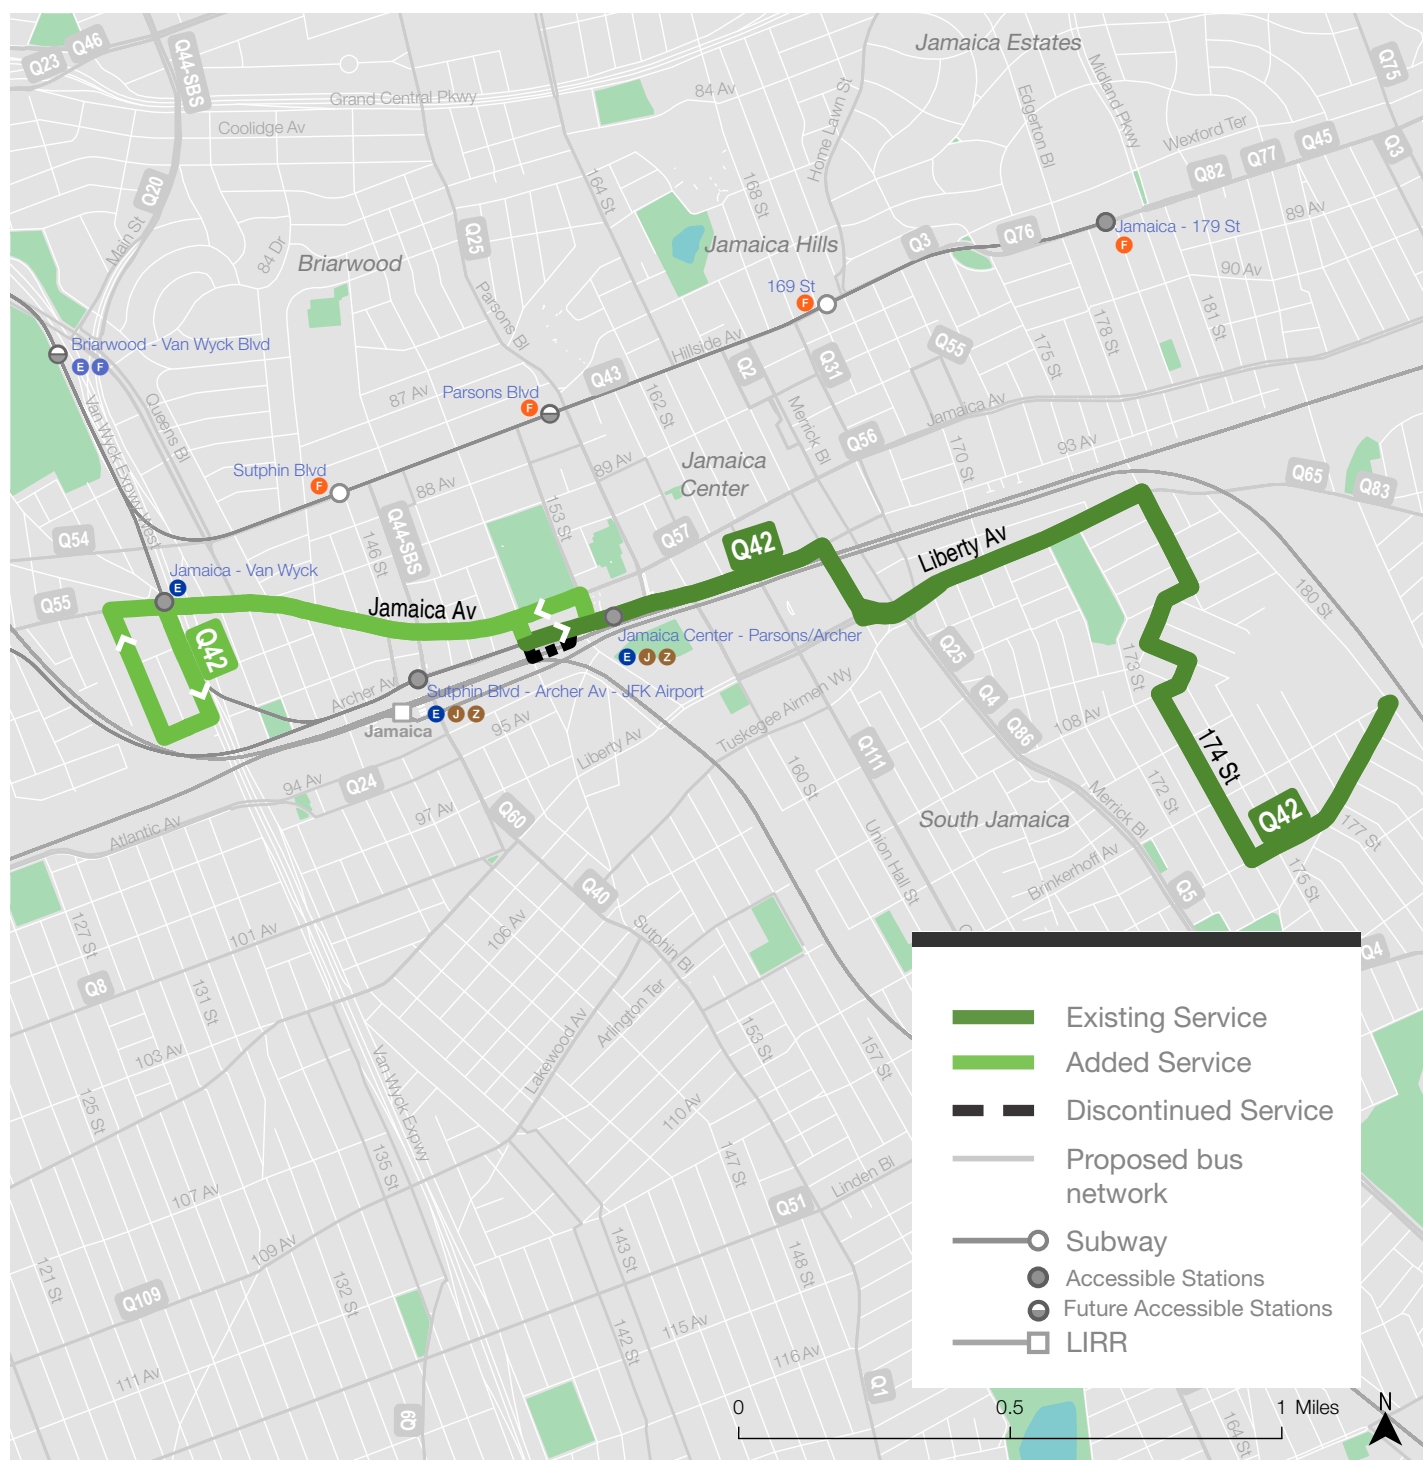 Jamaica Estates
Q46
Q23
Q44-SBS
Q75
Grand Central Pkwy
84 Av
Home Lawn St
Edgerton Bl
Midland Pkwy
Wexford Ter
Coolidge Av
Q45
Q77
Q82
Q3
Q20
Main St
164 St
168 St
89 Av
84 Dr
Q25
Briarwood
Jamaica Hills
Q3
Q76
Jamaica - 179 St
F
90 Av
169 St
F
Parsons Bl
181 St
178 St
175 St
Briarwood - Van Wyck Blvd
E F
Hillside Av
Q55
Q2
Q31
Q43
87 Av
Parsons Blvd
F
162 St
Van Wyck Expwy West
Queens Bl
Merrick Bl
Jamaica Av
Q56
170 St
93 Av
Sutphin Blvd
F
88 Av
89 Av
Jamaica
Center
Q65
Q83
153 St
Q54
146 St
Q44-SBS
Q57
Q42
Liberty Av
Jamaica - Van Wyck
E
Q55
Jamaica Av
180 St
Q42
Jamaica Center - Parsons/Archer
E J Z
Q25
173 St
Archer Av
Sutphin Blvd - Archer Av - JFK Airport
E J Z
Jamaica
95 Av
Liberty Av
Tuskegee Airmen Wy
Q4
Q86
108 Av
Q111
160 St
174 St
94 Av
Q24
97 Av
Q60
172 St
Merrick Bl
Q42
177 St
Atlantic Av
South Jamaica
Union Hall St
Brinkerhoff Av
175 St
Q5
Q40
106 Av
Sutphin Bl
127 St
101 Av
Q4
Q8
131 St
Arlington Ter
Lakewood Av
153 St
157 St
103 Av
Van Wyck Expwy
125 St
110 Av
135 St
147 St
Linden Bl
107 Av
Q51
109 Av
143 St
148 St
121 St
132 St
Q109
115 Av
142 St
116 Av
111 Av
Q1
Q9
164 St
Existing Service
Added Service
Discontinued Service
Proposed bus
network
Subway
Accessible Stations
Future Accessible Stations
LIRR
0 0.5 1 Miles
N